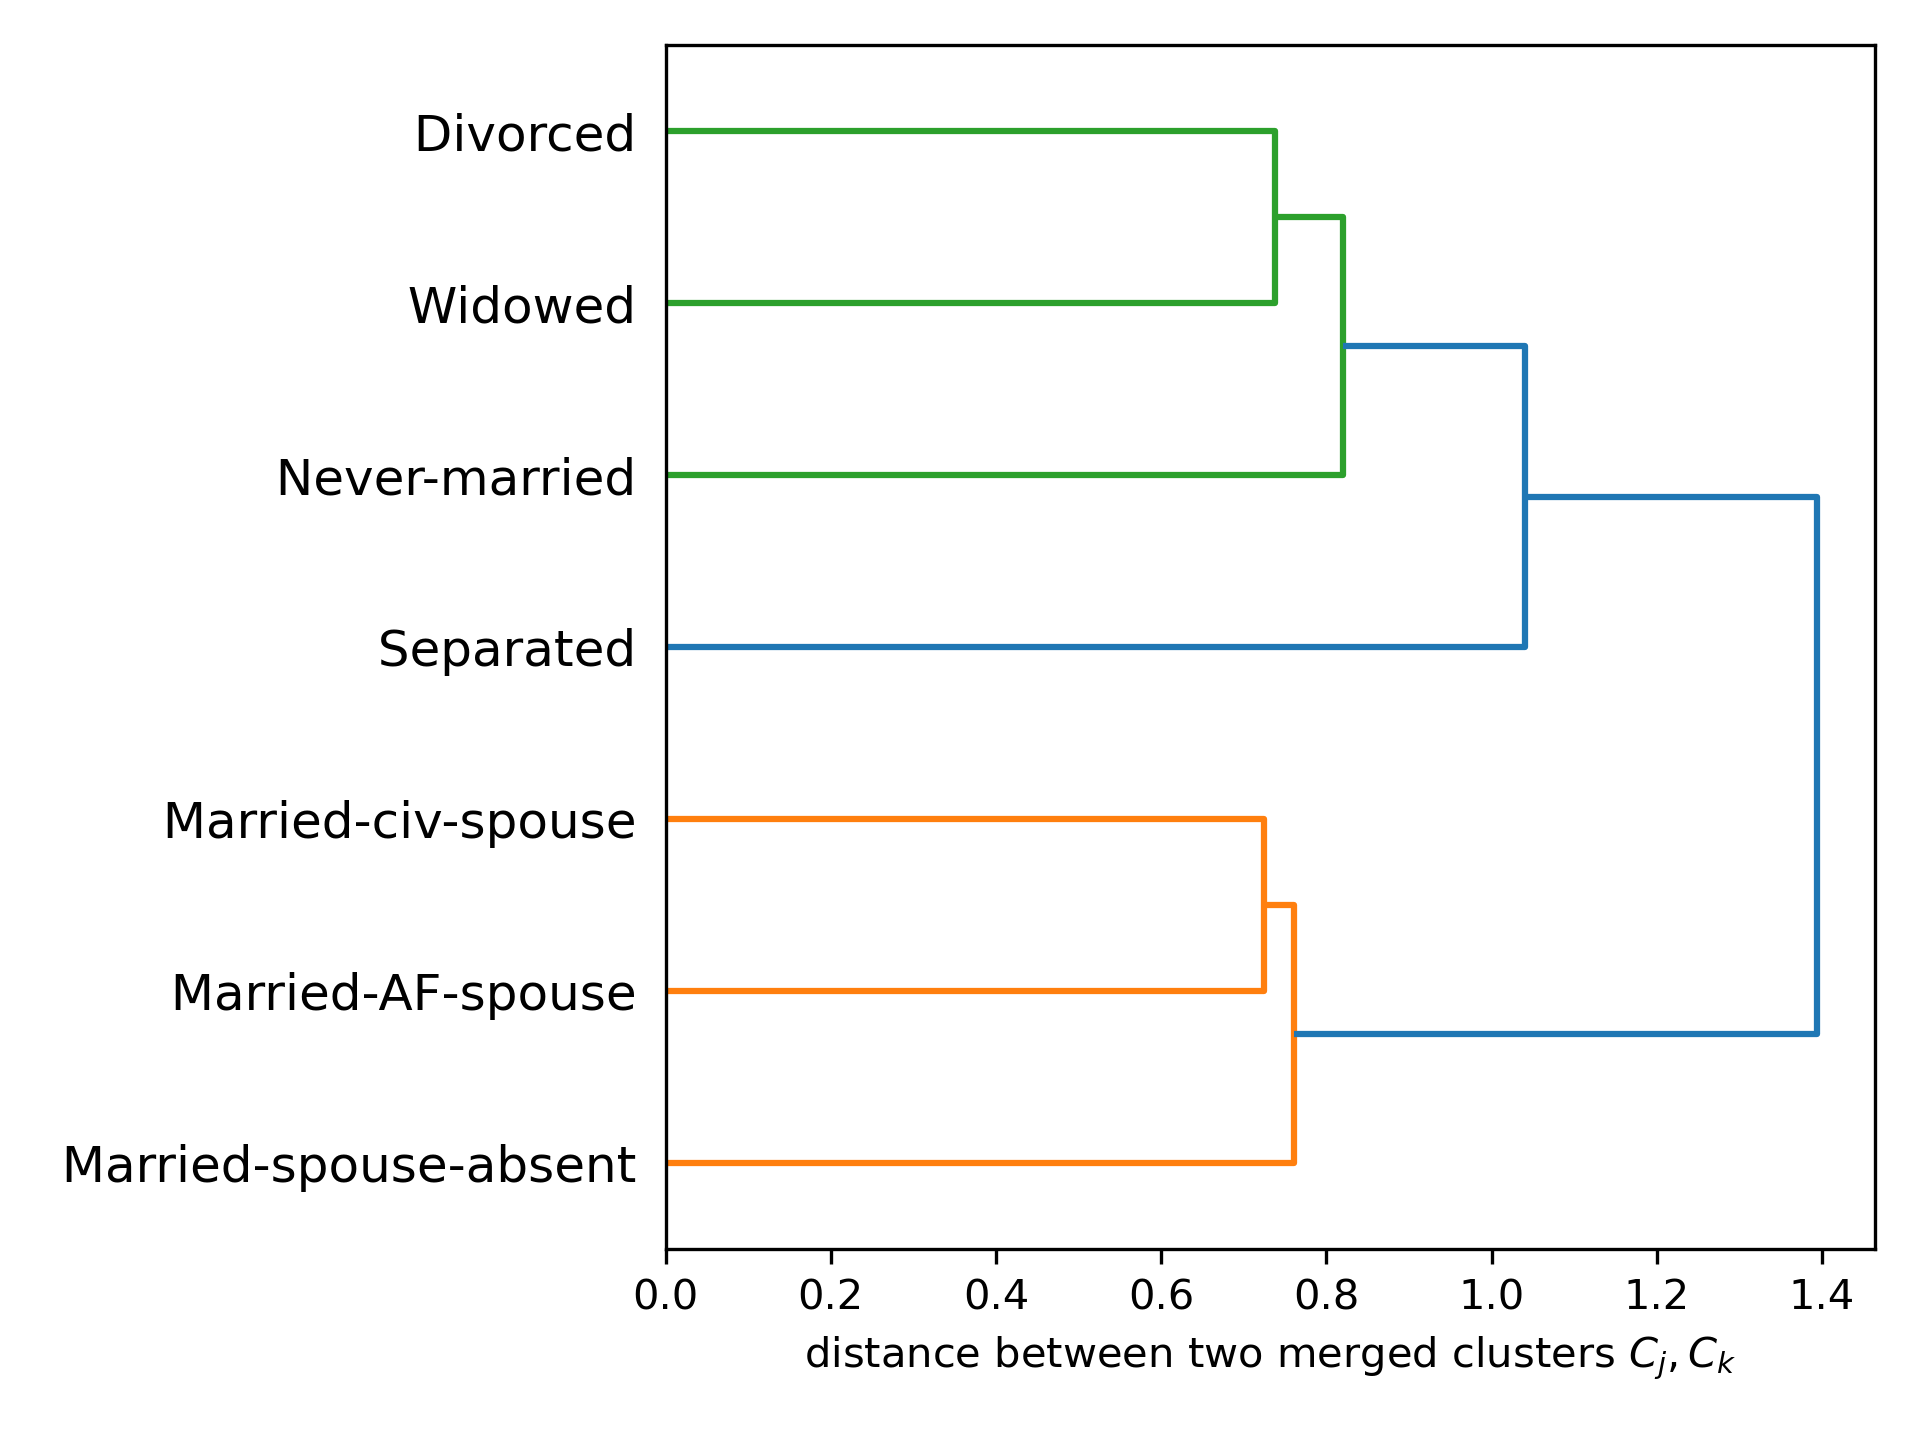 Divorced
Widowed
Never-married
Separated
Married-civ-spouse
Married-AF-spouse
Married-spouse-absent
0.0 0.2 0.4 0.6 0.8 1.0 1.2 1.4
distance between two merged clusters C_j, C_k